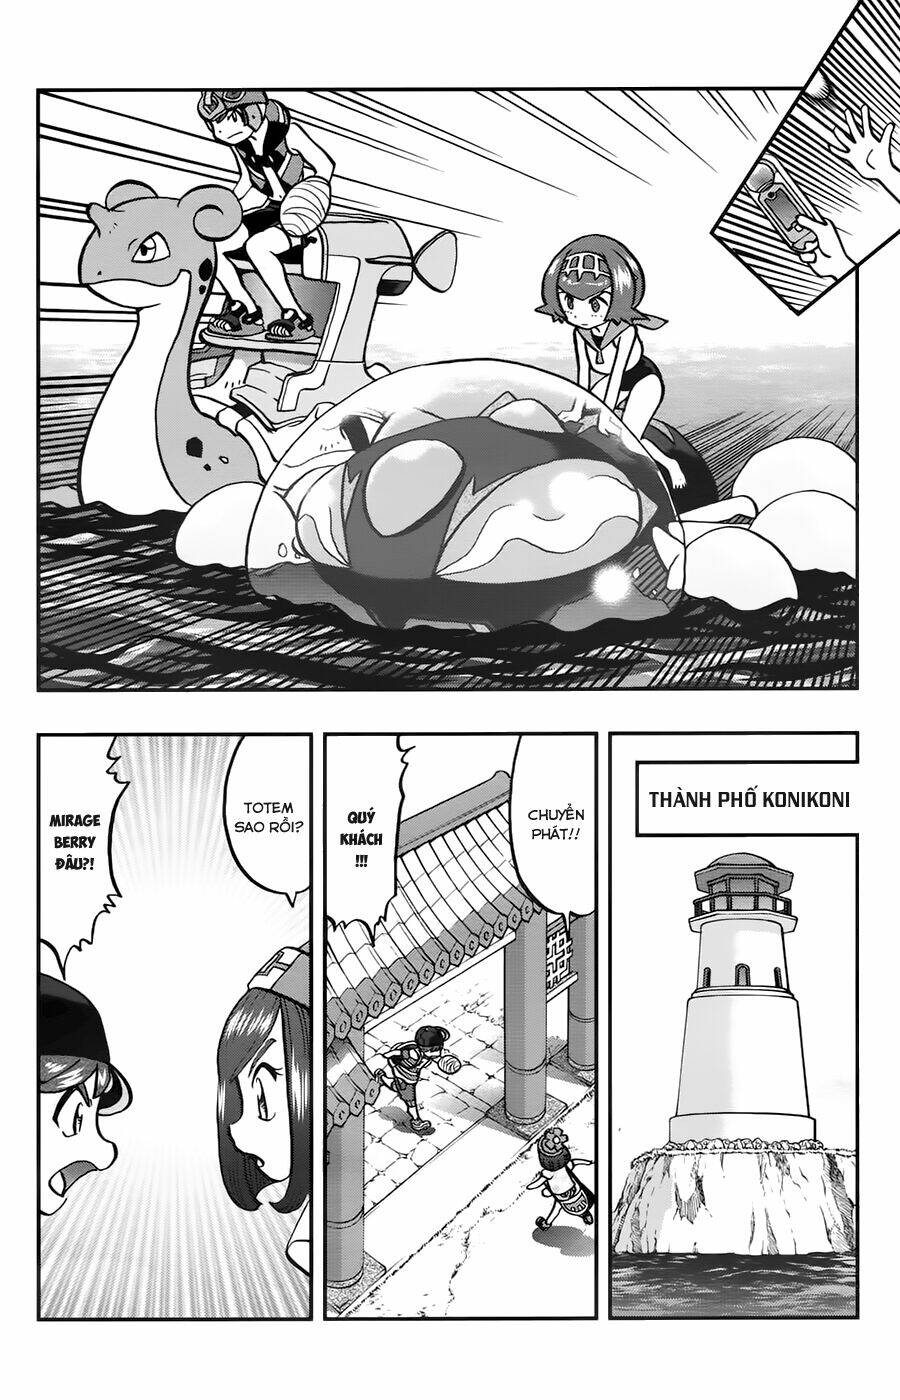 THÀNH PHỐ KONIKONI
CHUYỂN
PHÁT!!
QUÝ
KHÁCH
!!!
TOTEM
SAO RỒI?
MIRAGE
BERRY
ĐÂU?!